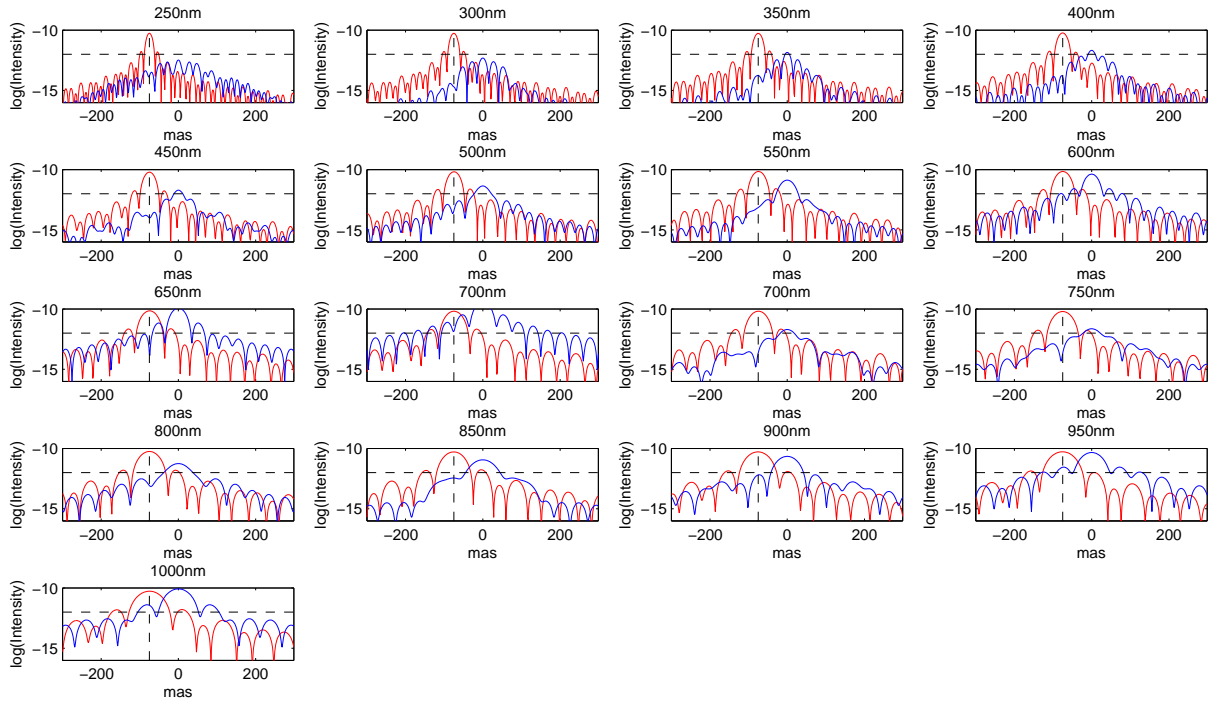 250nm
−10
log(Intensity)
−15
−200 0 200
mas
300nm
−10
log(Intensity)
−15
−200 0 200
mas
350nm
−10
log(Intensity)
−15
−200 0 200
mas
400nm
−10
log(Intensity)
−15
−200 0 200
mas
450nm
−10
log(Intensity)
−15
−200 0 200
mas
500nm
−10
log(Intensity)
−15
−200 0 200
mas
550nm
−10
log(Intensity)
−15
−200 0 200
mas
600nm
−10
log(Intensity)
−15
−200 0 200
mas
650nm
−10
log(Intensity)
−15
−200 0 200
mas
700nm
−10
log(Intensity)
−15
−200 0 200
mas
700nm
−10
log(Intensity)
−15
−200 0 200
mas
750nm
−10
log(Intensity)
−15
−200 0 200
mas
800nm
−10
log(Intensity)
−15
−200 0 200
mas
850nm
−10
log(Intensity)
−15
−200 0 200
mas
900nm
−10
log(Intensity)
−15
−200 0 200
mas
950nm
−10
log(Intensity)
−15
−200 0 200
mas
1000nm
−10
log(Intensity)
−15
−200 0 200
mas